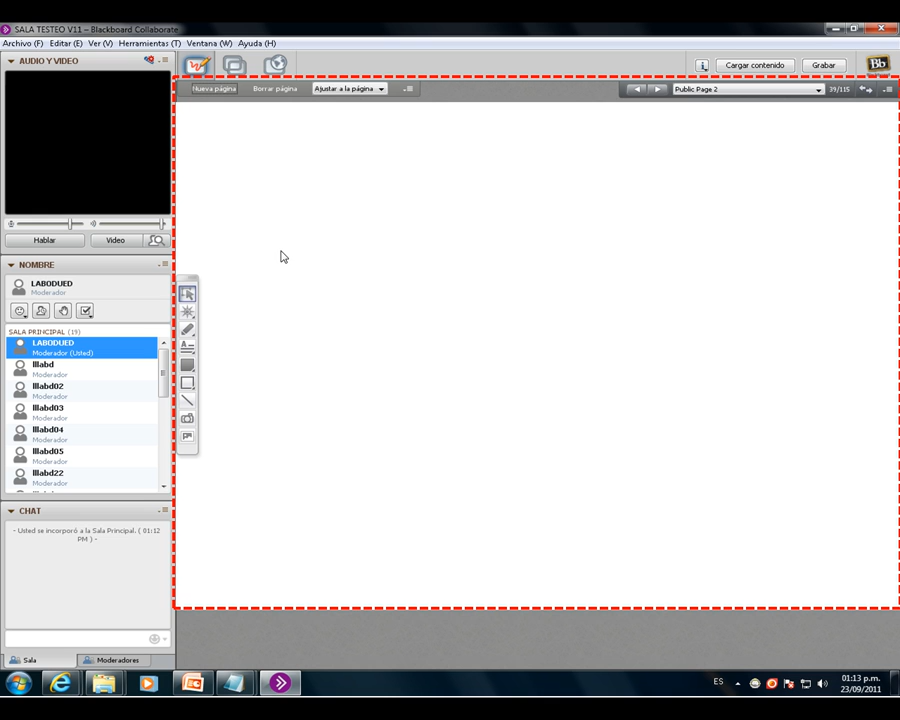 SALA TESTEO V11 – Blackboard Collaborate
Archivo (F) Editar (E) Ver (V) Herramientas (T) Ventana (W) Ayuda (H)
AUDIO Y VIDEO
i Cargar contenido Grabar Bb
Nueva página Borrar página Ajustar a la página Public Page 2 39/115
Hablar Video
NOMBRE
LABODUED
Moderador
SALA PRINCIPAL (19)
LABODUED
Moderador (Usted)
lllabd
Moderador
lllabd02
Moderador
lllabd03
Moderador
lllabd04
Moderador
lllabd05
Moderador
lllabd22
Moderador
CHAT
- Usted se incorporó a la Sala Principal. ( 01:12
PM ) -
Sala Moderadores
ES 01:13 p.m.
23/09/2011